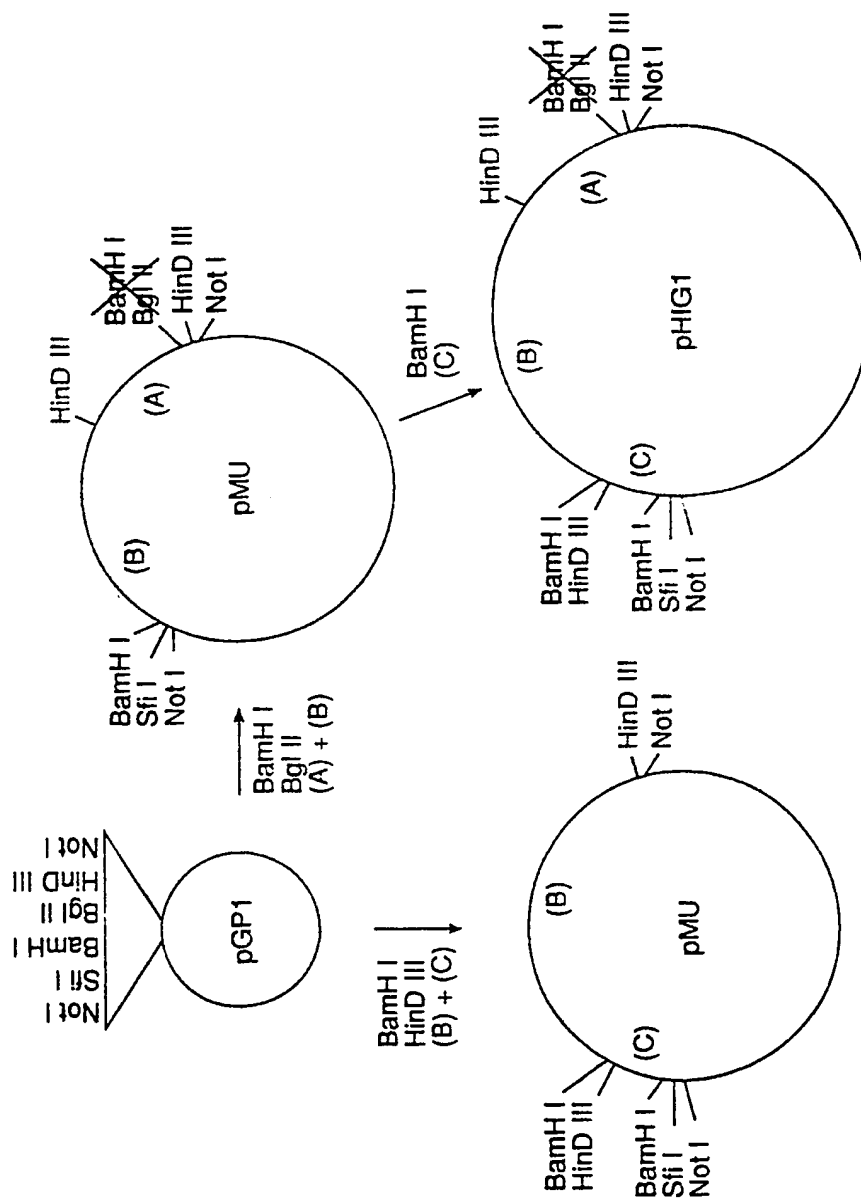 Not I
Sfi I
BamH I
Bgl II
HinD III
Not I
pGP1
BamH I
Bgl II
(A) + (B)
BamH I
Sfi I
Not I
(B)
pMU
(A)
HinD III
BamH I
Bgl II
HinD III
Not I
BamH I
HinD III
(B) + (C)
BamH I
(C)
BamH I
HinD III
(C)
BamH I
Sfi I
Not I
(B)
pMU
HinD III
Not I
BamH I
HinD III
(C)
BamH I
Sfi I
Not I
(B)
pHIG1
HinD III
(A)
BamH I
Bgl II
HinD III
Not I